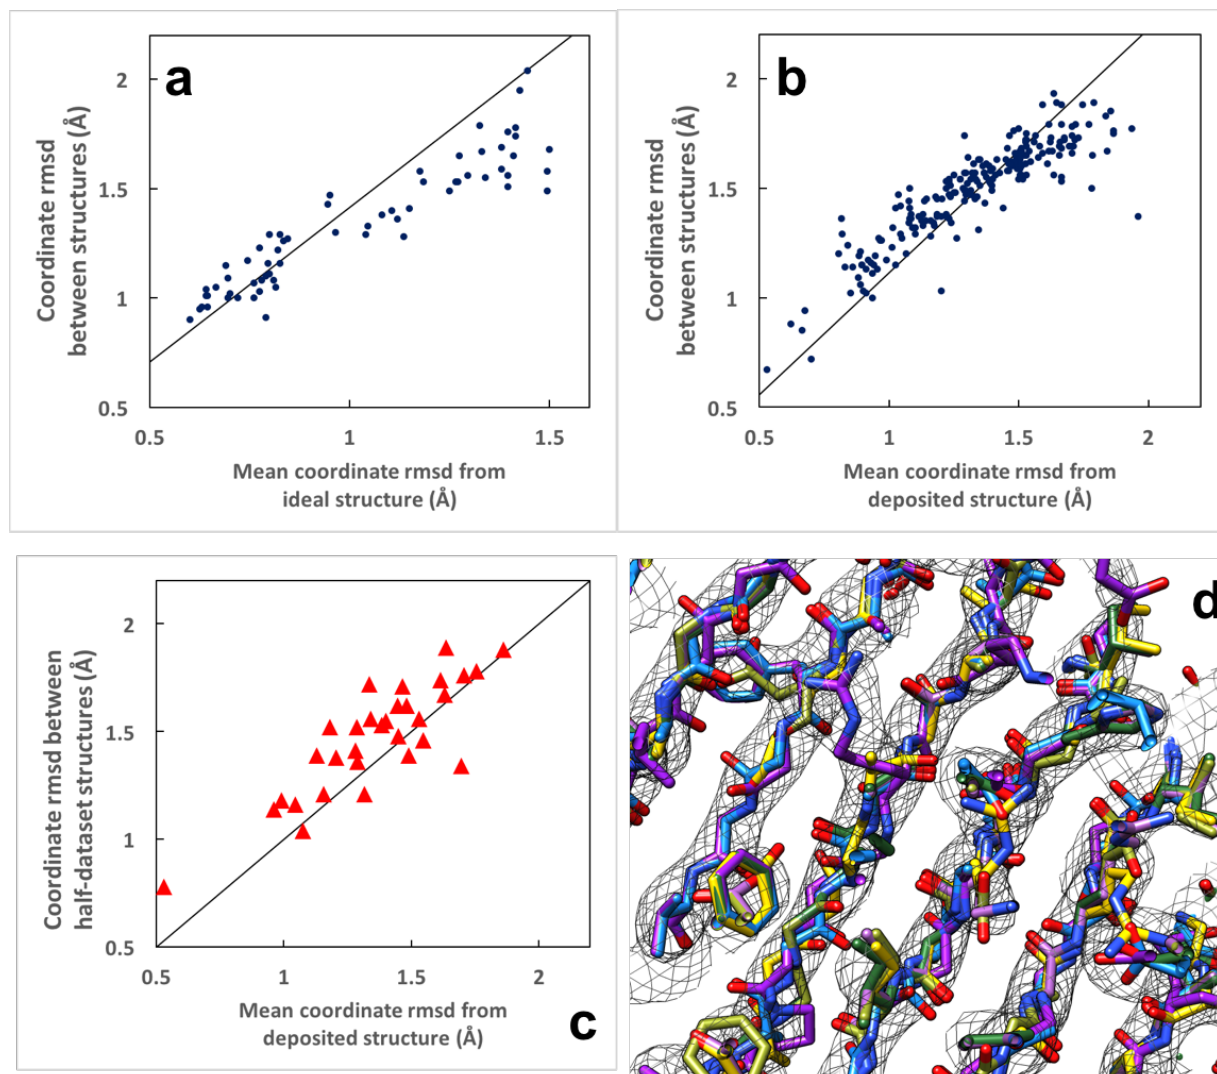 a
Coordinate rmsd
between structures (Å)
2
1.5
1
0.5
0.5 1 1.5
Mean coordinate rmsd from
ideal structure (Å)
b
Coordinate rmsd
between structures (Å)
2
1.5
1
0.5
0.5 1 1.5 2
Mean coordinate rmsd from
deposited structure (Å)
Coordinate rmsd between
half-dataset structures (Å)
2
1.5
1
0.5
0.5 1 1.5 2
Mean coordinate rmsd from
deposited structure (Å)
c
d